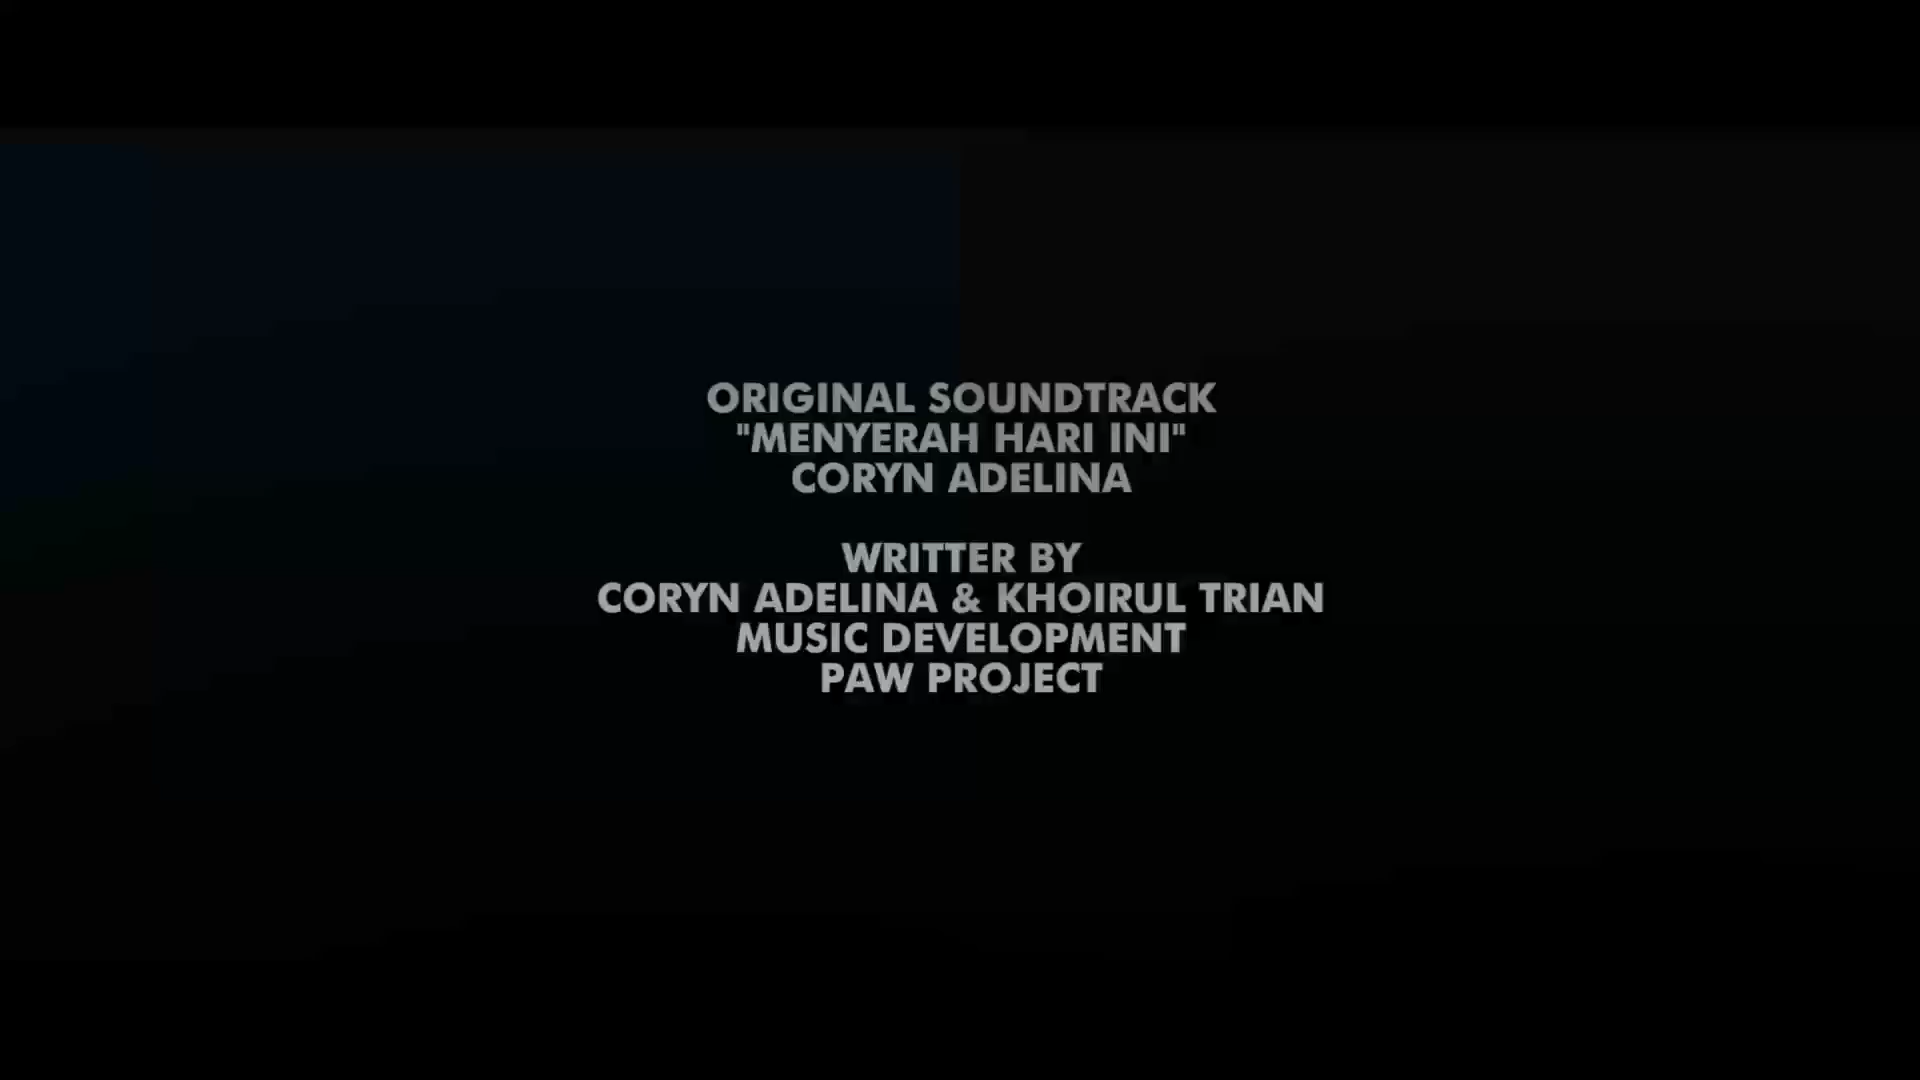 ORIGINAL SOUNDTRACK
"MENYERAH HARI INI"
CORYN ADELINA
WRITTER BY
CORYN ADELINA & KHOIRUL TRIAN
MUSIC DEVELOPMENT
PAW PROJECT